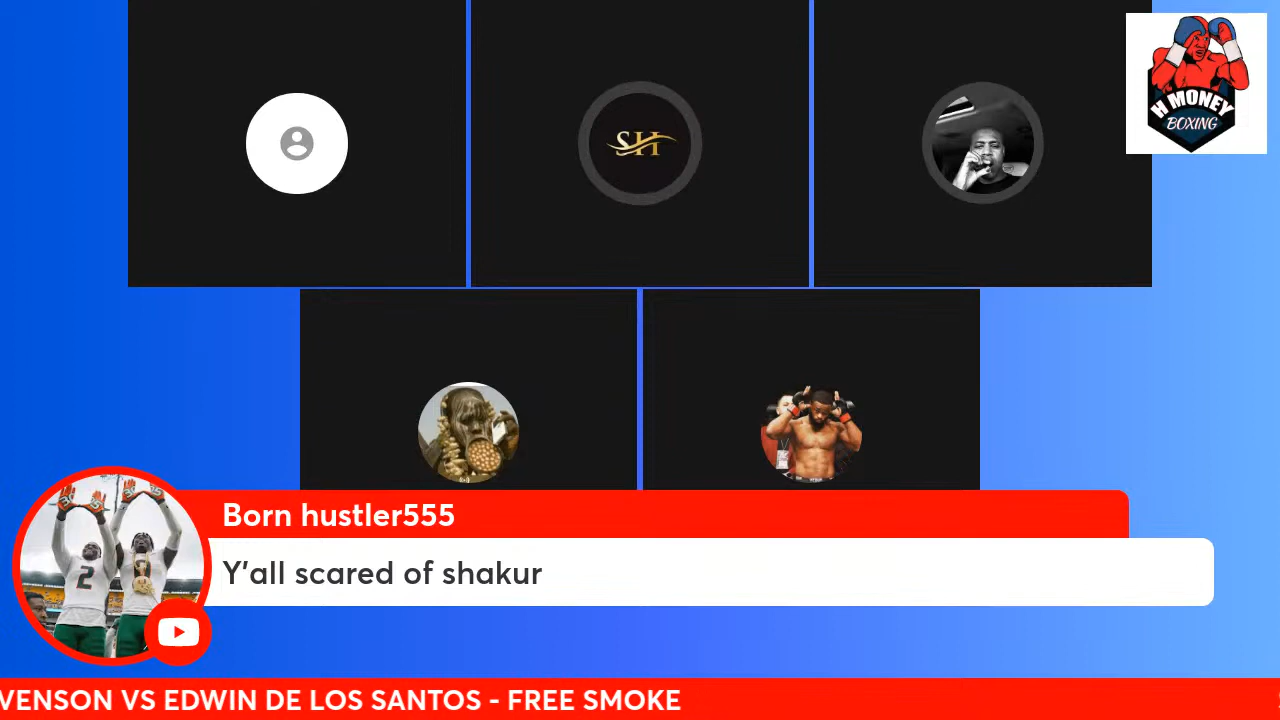 SH
H MONEY
BOXING
Born hustler555
Y'all scared of shakur
VENSON VS EDWIN DE LOS SANTOS - FREE SMOKE